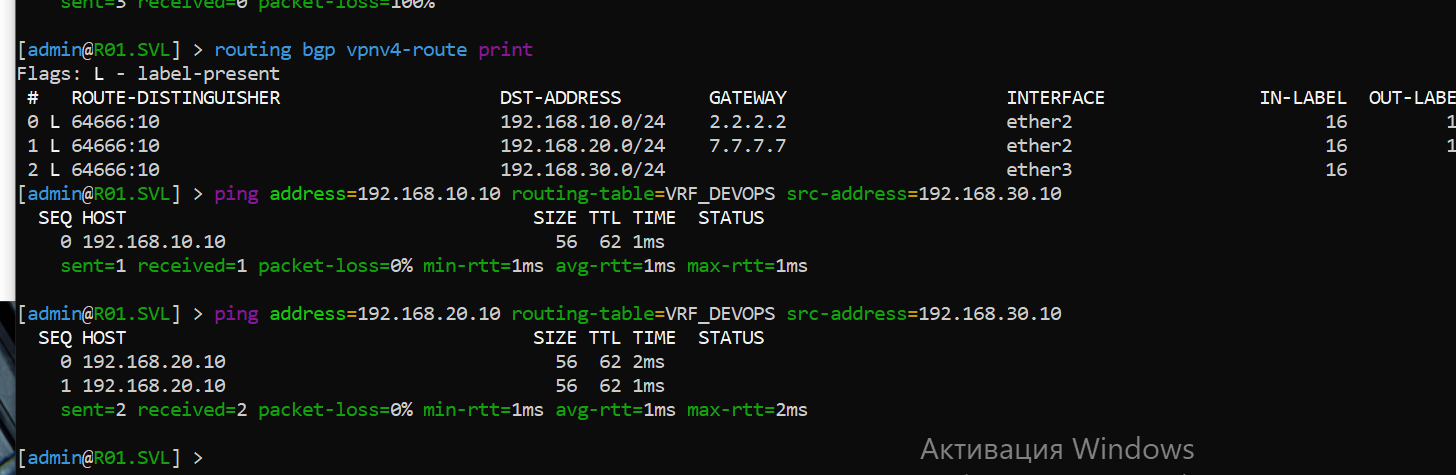 sent=3 received=0 packet-loss=100%
[admin@R01.SVL] > routing bgp vpnv4-route print
Flags: L - label-present
# ROUTE-DISTINGUISHER DST-ADDRESS GATEWAY INTERFACE IN-LABEL OUT-LABE
0 L 64666:10 192.168.10.0/24 2.2.2.2 ether2 16 1
1 L 64666:10 192.168.20.0/24 7.7.7.7 ether2 16 1
2 L 64666:10 192.168.30.0/24 ether3 16
[admin@R01.SVL] > ping address=192.168.10.10 routing-table=VRF_DEVOPS src-address=192.168.30.10
SEQ HOST SIZE TTL TIME STATUS
0 192.168.10.10 56 62 1ms
sent=1 received=1 packet-loss=0% min-rtt=1ms avg-rtt=1ms max-rtt=1ms
[admin@R01.SVL] > ping address=192.168.20.10 routing-table=VRF_DEVOPS src-address=192.168.30.10
SEQ HOST SIZE TTL TIME STATUS
0 192.168.20.10 56 62 2ms
1 192.168.20.10 56 62 1ms
sent=2 received=2 packet-loss=0% min-rtt=1ms avg-rtt=1ms max-rtt=2ms
Активация Windows
[admin@R01.SVL] >